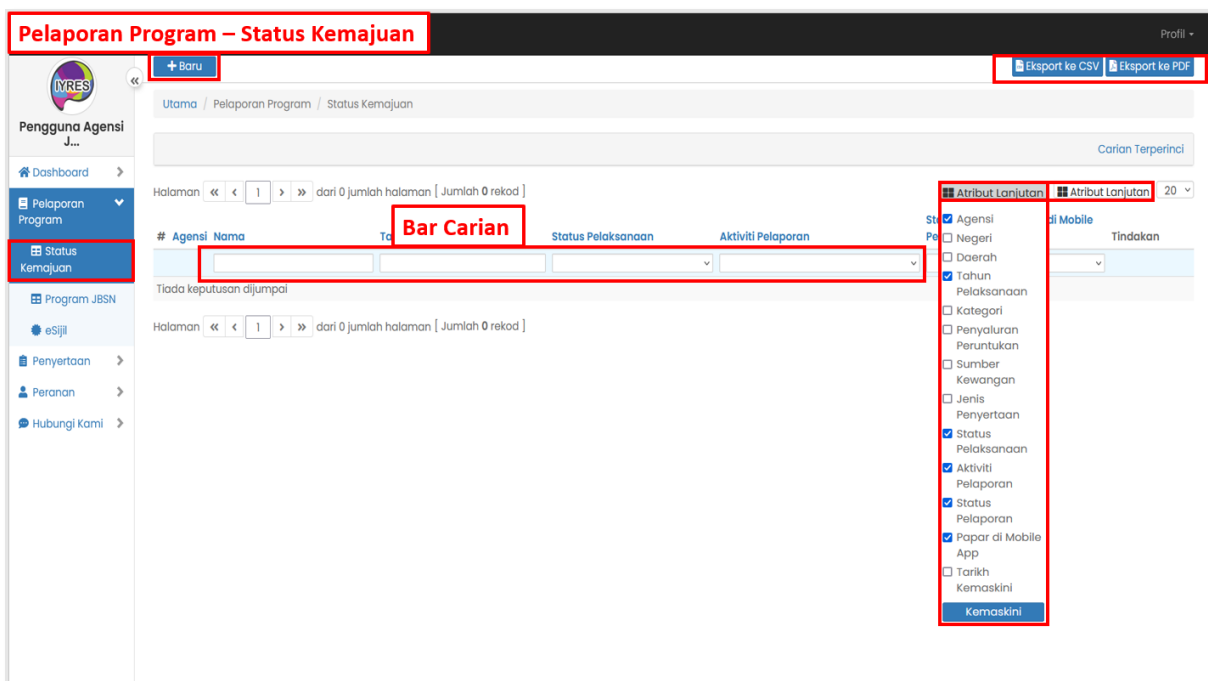 Pelaporan Program – Status Kemajuan
Profil
IYRES
Pengguna Agensi
J...
Dashboard
Pelaporan
Program
Status
Kemajuan
Program JBSN
eSijil
Penyertaan
Peranan
Hubungi Kami
+ Baru
Eksport ke CSV
Eksport ke PDF
Utama / Pelaporan Program / Status Kemajuan
Carian Terperinci
Halaman « ‹ 1 › » dari 0 jumlah halaman [ Jumlah 0 rekod ]
Atribut Lanjutan
Atribut Lanjutan
20
Bar Carian
# Agensi Nama Status Pelaksanaan Aktiviti Pelaporan di Mobile
Tindakan
Tiada keputusan dijumpai
Halaman « ‹ 1 › » dari 0 jumlah halaman [ Jumlah 0 rekod ]
Agensi
Negeri
Daerah
Tahun
Pelaksanaan
Kategori
Penyaluran
Peruntukan
Sumber
Kewangan
Jenis
Penyertaan
Status
Pelaksanaan
Aktiviti
Pelaporan
Status
Pelaporan
Papar di Mobile
App
Tarikh
Kemaskini
Kemaskini